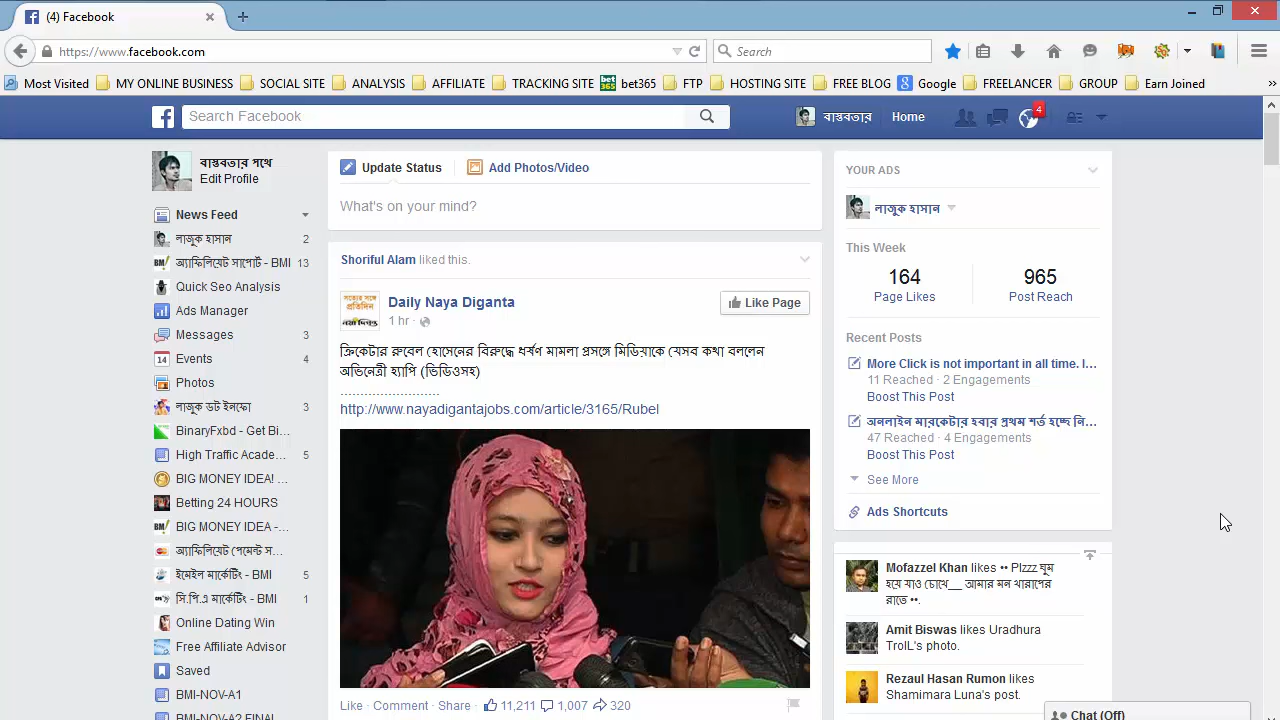 (4) Facebook
https://www.facebook.com
Search
Most Visited
MY ONLINE BUSINESS
SOCIAL SITE
ANALYSIS
AFFILIATE
TRACKING SITE
bet365
FTP
HOSTING SITE
FREE BLOG
Google
FREELANCER
GROUP
Earn Joined
Search Facebook
বাস্তবতার
Home
4
বাস্তবতার পথে
Edit Profile
News Feed
লাজুক হাসান 2
অ্যাফিলিয়েট সাপোর্ট - BMI 13
Quick Seo Analysis
Ads Manager
Messages 3
Events 4
Photos
লাজুক ডট ইনফো 3
Binary.xbd - Get Bi...
High Traffic Acade... 5
BIG MONEY IDEA! ...
Betting 24 HOURS
BIG MONEY IDEA -...
অ্যাফিলিয়েট পেমেন্ট স...
ইমেইল মার্কেটিং - BMI 5
সি.পি.এ মার্কেটিং - BMI 1
Online Dating Win
Free Affiliate Advisor
Saved
BMI-NOV-A1
BMI-NOV-A2 FINAL
Update Status
Add Photos/Video
What's on your mind?
Shoriful Alam liked this.
Daily Naya Diganta
Like Page
1 hr ·
ক্রিকেটার রুবেল হোসেনের বিরুদ্ধে ধর্ষণ মামলা প্রসঙ্গে মিডিয়াকে যেসব কথা বললেন
অভিনেত্রী হ্যাপি (ভিডিওসহ)
.........................
http://www.nayadigantajobs.com/article/3165/Rubel
Like · Comment · Share · 11,211 1,007 320
YOUR ADS
লাজুক হাসান
This Week
164 965
Page Likes Post Reach
Recent Posts
More Click is not important in all time. I...
11 Reached · 2 Engagements
Boost This Post
অনলাইন মারকেটার হবার প্রথম শর্ত হচ্ছে নি...
47 Reached · 4 Engagements
Boost This Post
See More
Ads Shortcuts
Mofazzel Khan likes •• Plzzz ঘুম
হয়ে যাও চোখে__ আমার মন খারাপের
রাতে ••.
Amit Biswas likes Uradhura
TrolL's photo.
Rezaul Hasan Rumon likes
Shamimara Luna's post.
Chat (Off)